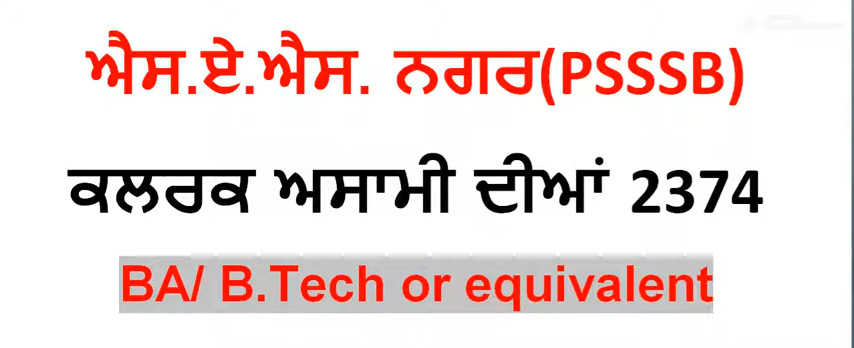 ਐਸ.ਏ.ਐਸ. ਨਗਰ(PSSSB)
ਕਲਰਕ ਅਸਾਮੀ ਦੀਆਂ 2374
BA/ B.Tech or equivalent